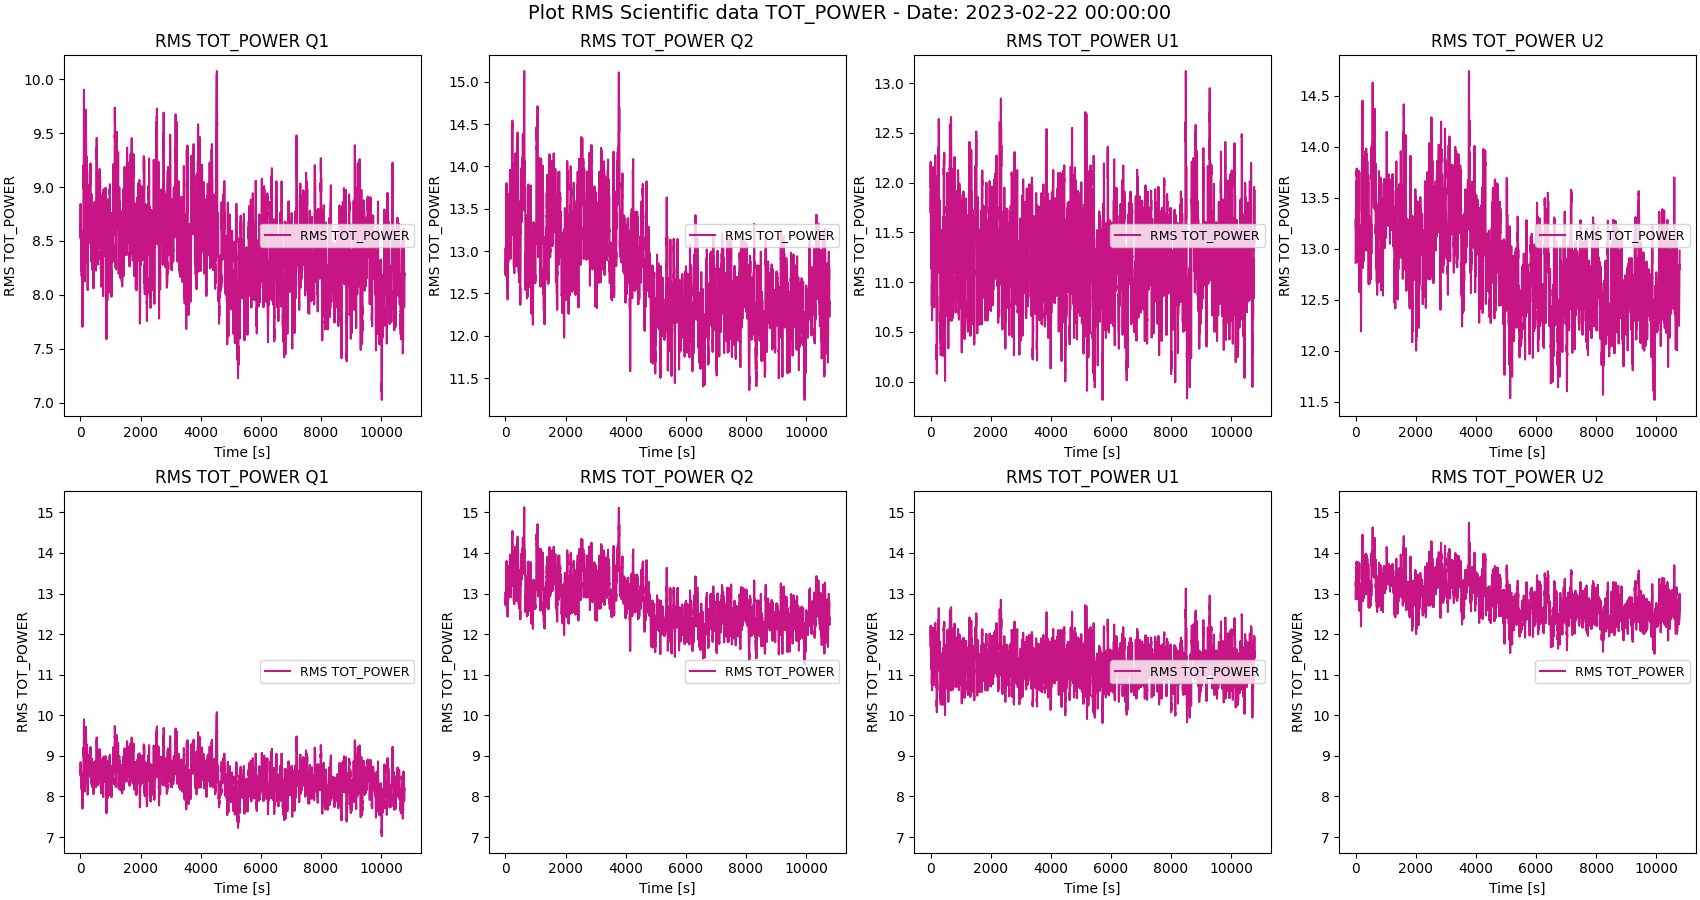 Plot RMS Scientific data TOT_POWER - Date: 2023-02-22 00:00:00
RMS TOT_POWER Q1
RMS TOT_POWER
10.0
9.5
9.0
8.5
8.0
7.5
7.0
0 2000 4000 6000 8000 10000
Time [s]
RMS TOT_POWER
RMS TOT_POWER Q2
RMS TOT_POWER
15.0
14.5
14.0
13.5
13.0
12.5
12.0
11.5
0 2000 4000 6000 8000 10000
Time [s]
RMS TOT_POWER
RMS TOT_POWER U1
RMS TOT_POWER
13.0
12.5
12.0
11.5
11.0
10.5
10.0
0 2000 4000 6000 8000 10000
Time [s]
RMS TOT_POWER
RMS TOT_POWER U2
RMS TOT_POWER
14.5
14.0
13.5
13.0
12.5
12.0
11.5
0 2000 4000 6000 8000 10000
Time [s]
RMS TOT_POWER
RMS TOT_POWER Q1
RMS TOT_POWER
15
14
13
12
11
10
9
8
7
0 2000 4000 6000 8000 10000
Time [s]
RMS TOT_POWER
RMS TOT_POWER Q2
RMS TOT_POWER
15
14
13
12
11
10
9
8
7
0 2000 4000 6000 8000 10000
Time [s]
RMS TOT_POWER
RMS TOT_POWER U1
RMS TOT_POWER
15
14
13
12
11
10
9
8
7
0 2000 4000 6000 8000 10000
Time [s]
RMS TOT_POWER
RMS TOT_POWER U2
RMS TOT_POWER
15
14
13
12
11
10
9
8
7
0 2000 4000 6000 8000 10000
Time [s]
RMS TOT_POWER